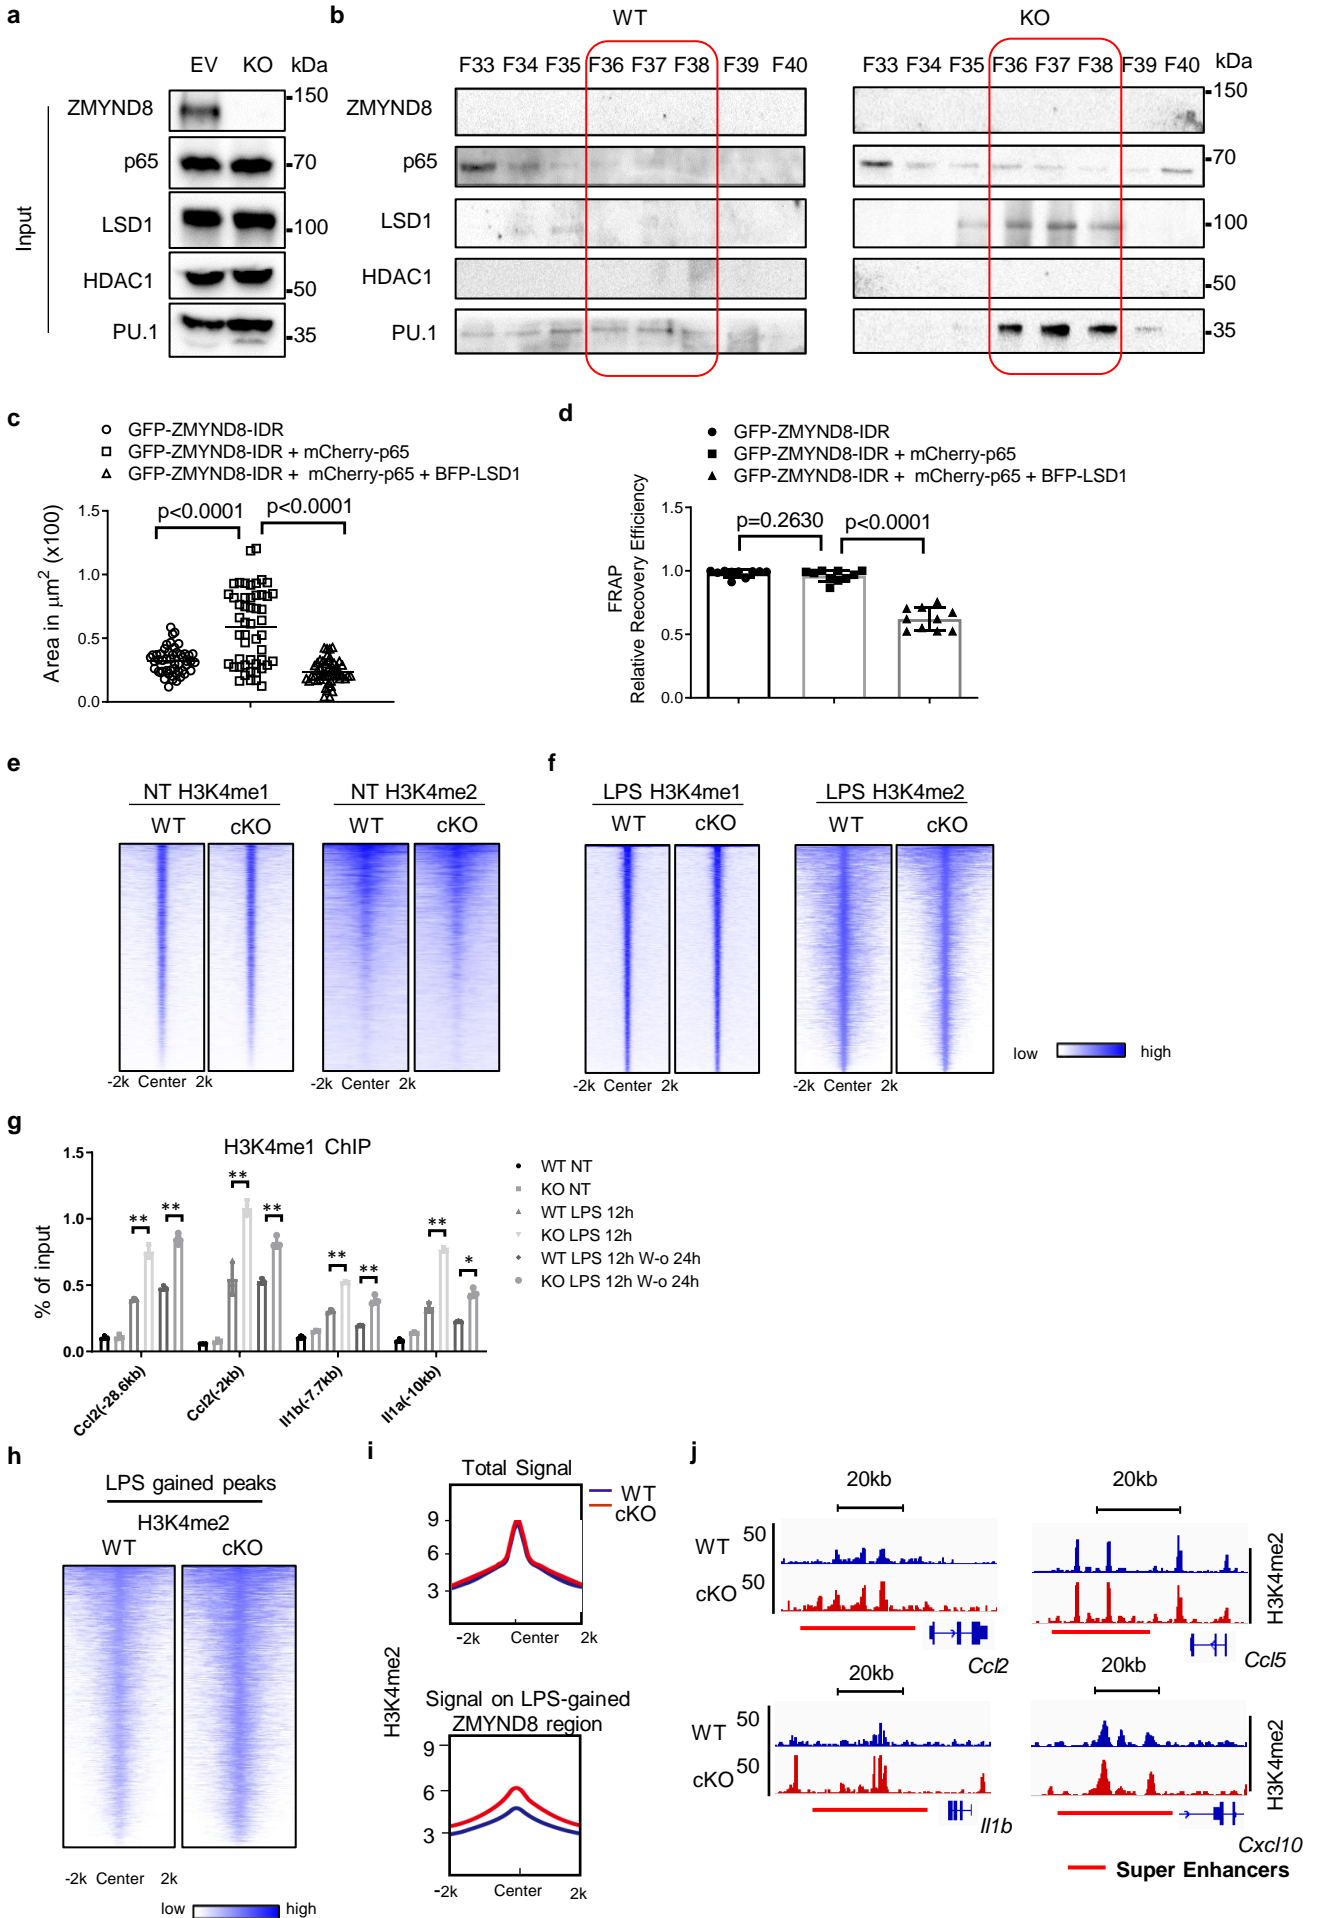 a
EV KO kDa
Input
ZMYND8
150
p65
70
LSD1
100
HDAC1
50
PU.1
35
b
WT
KO
F33 F34 F35 F36 F37 F38 F39 F40
F33 F34 F35 F36 F37 F38 F39 F40 kDa
ZMYND8
150
p65
70
LSD1
100
HDAC1
50
PU.1
35
c
GFP-ZMYND8-IDR
GFP-ZMYND8-IDR + mCherry-p65
GFP-ZMYND8-IDR + mCherry-p65 + BFP-LSD1
p<0.0001
p<0.0001
Area in μm² (x100)
1.5
1.0
0.5
0.0
d
GFP-ZMYND8-IDR
GFP-ZMYND8-IDR + mCherry-p65
GFP-ZMYND8-IDR + mCherry-p65 + BFP-LSD1
FRAP
Relative Recovery Efficiency
p=0.2630
p<0.0001
1.5
1.0
0.5
0.0
e
NT H3K4me1
NT H3K4me2
WT cKO
WT cKO
-2k Center 2k
-2k Center 2k
f
LPS H3K4me1
LPS H3K4me2
WT cKO
WT cKO
-2k Center 2k
-2k Center 2k
low
high
g
H3K4me1 ChIP
% of input
1.5
1.0
0.5
0.0
**
**
**
**
**
**
**
*
Ccl2(-28.6kb)
Ccl2(-2kb)
Il1b(-7.7kb)
Il1a(-10kb)
WT NT
KO NT
WT LPS 12h
KO LPS 12h
WT LPS 12h W-o 24h
KO LPS 12h W-o 24h
h
LPS gained peaks
H3K4me2
WT cKO
-2k Center 2k
low
high
i
Total Signal
WT
cKO
9
6
3
-2k Center 2k
H3K4me2
Signal on LPS-gained
ZMYND8 region
9
6
3
-2k Center 2k
j
20kb
WT
50
cKO
50
Ccl2
20kb
H3K4me2
Ccl5
20kb
WT
50
cKO
50
Il1b
20kb
H3K4me2
Cxcl10
Super Enhancers